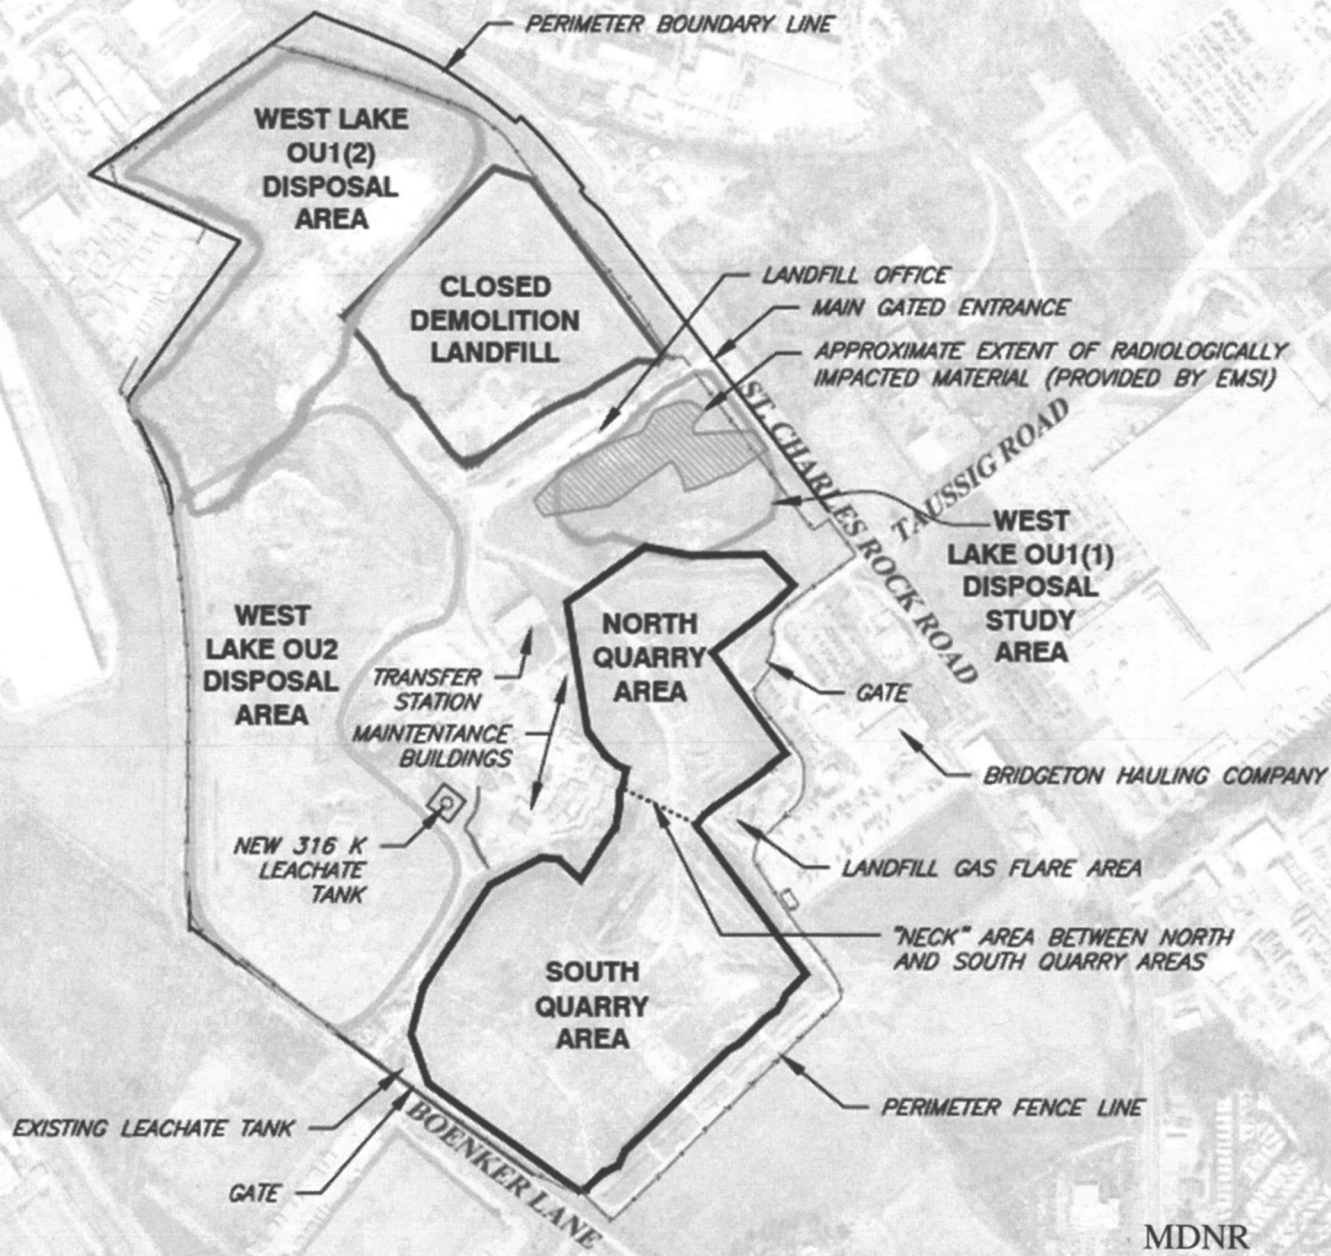 PERIMETER BOUNDARY LINE
WEST LAKE
OU1(2)
DISPOSAL
AREA
CLOSED
DEMOLITION
LANDFILL
LANDFILL OFFICE
MAIN GATED ENTRANCE
APPROXIMATE EXTENT OF RADIOLOGICALLY
IMPACTED MATERIAL (PROVIDED BY EMSI)
ST. CHARLES ROCK ROAD
TAUSSIG ROAD
WEST
LAKE OU1(1)
DISPOSAL
STUDY
AREA
WEST
LAKE OU2
DISPOSAL
AREA
NORTH
QUARRY
AREA
TRANSFER
STATION
MAINTENTANCE
BUILDINGS
GATE
BRIDGETON HAULING COMPANY
NEW 316 K
LEACHATE
TANK
LANDFILL GAS FLARE AREA
"NECK" AREA BETWEEN NORTH
AND SOUTH QUARRY AREAS
SOUTH
QUARRY
AREA
PERIMETER FENCE LINE
EXISTING LEACHATE TANK
GATE
BOENKER LANE
MDNR